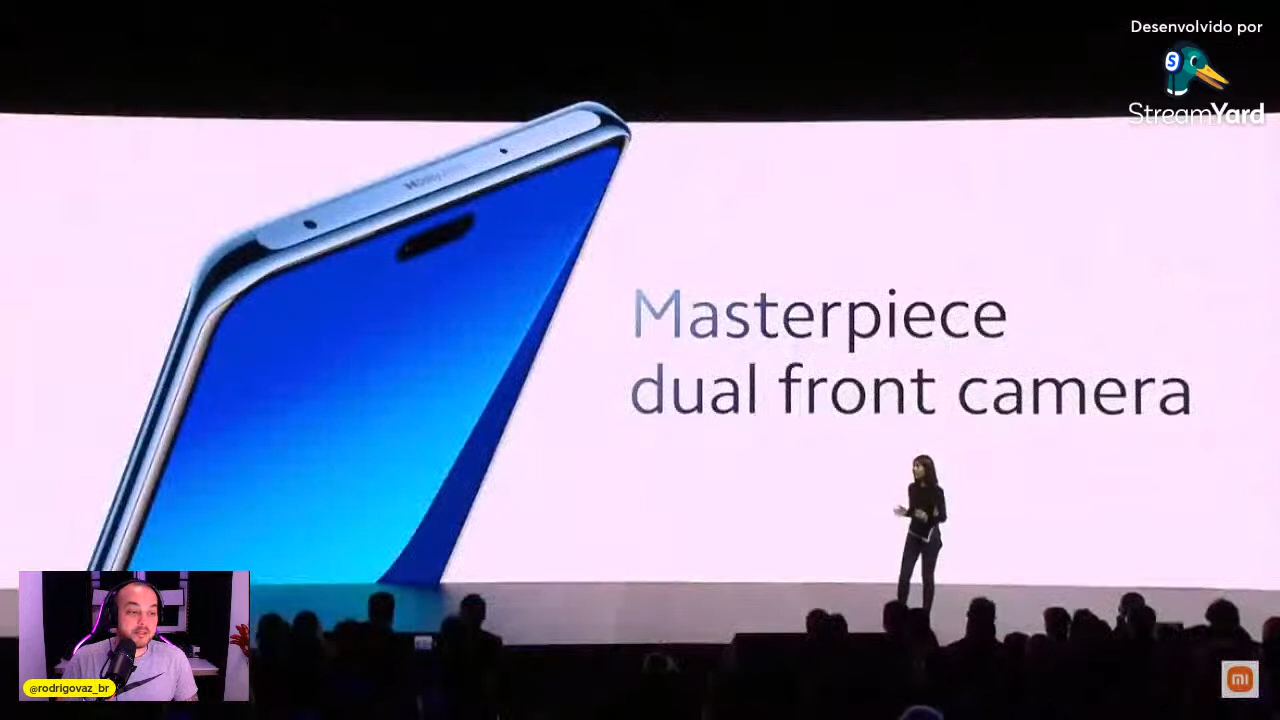 Desenvolvido por
StreamYard
Masterpiece
dual front camera
@rodrigovaz_br
mi